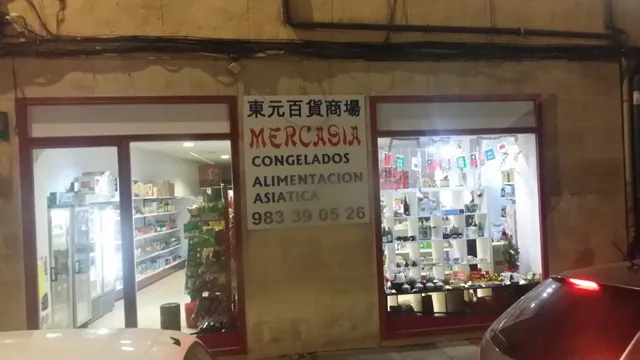 東元百貨商場
MERCASIA
CONGELADOS
ALIMENTACION
ASIATICA
983 39 05 26